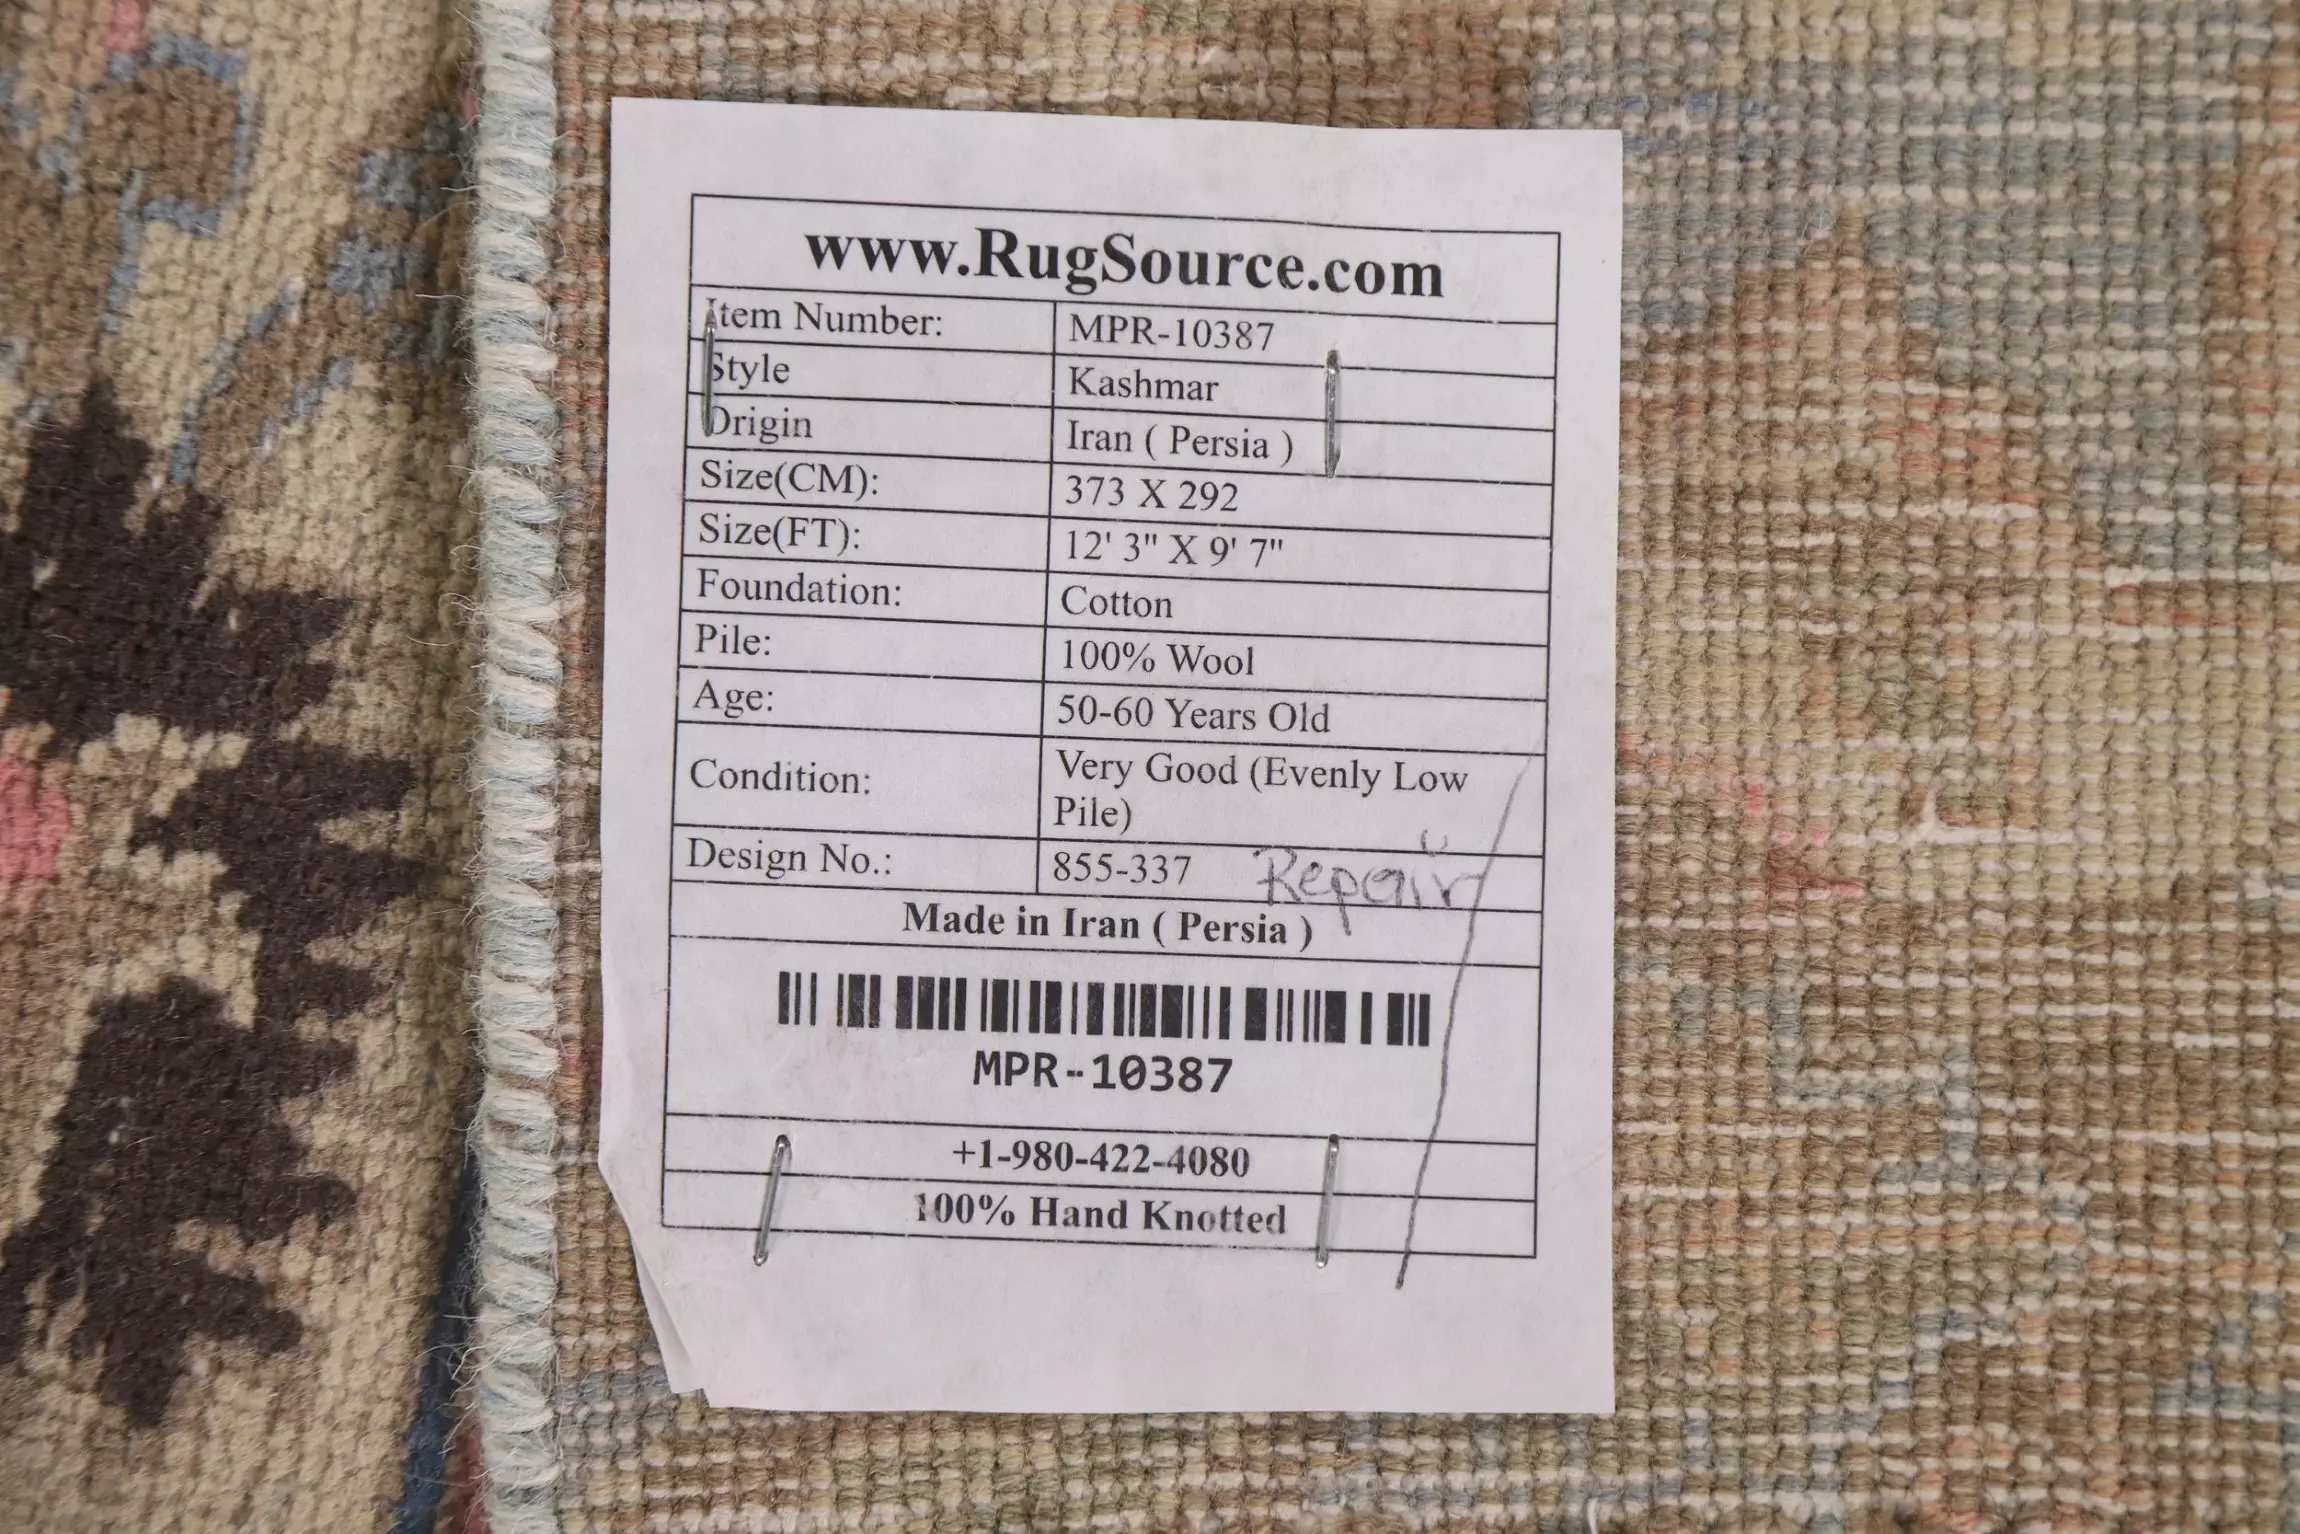 www.RugSource.com
Item Number: MPR-10387
Style Kashmar
Origin Iran ( Persia )
Size(CM): 373 X 292
Size(FT): 12' 3" X 9' 7"
Foundation: Cotton
Pile: 100% Wool
Age: 50-60 Years Old
Condition: Very Good (Evenly Low
Pile)
Design No.: 855-337 Repair
Made in Iran ( Persia )
MPR-10387
+1-980-422-4080
100% Hand Knotted